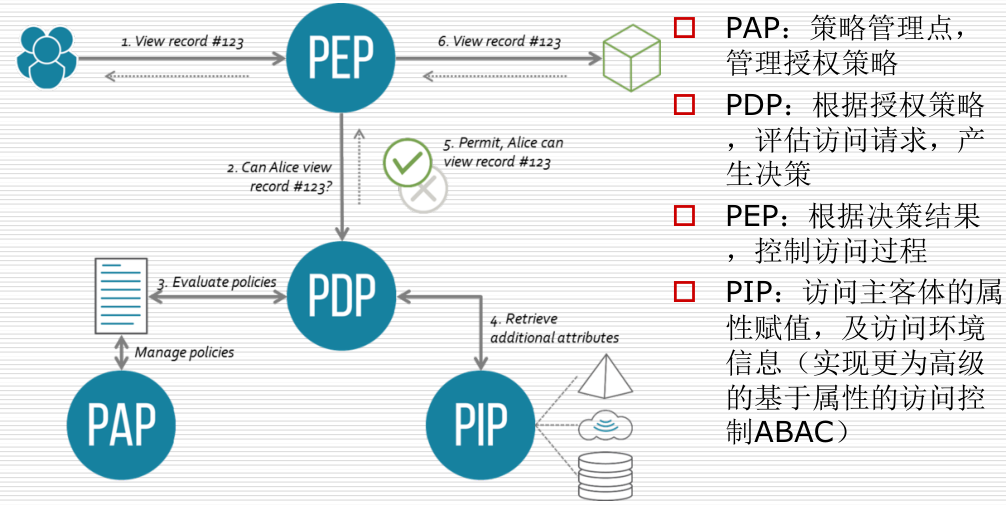 1. View record #123
PEP
6. View record #123
2. Can Alice view
record #123?
5. Permit, Alice can
view record #123
3. Evaluate policies
PDP
4. Retrieve
additional attributes
Manage policies
PAP
PIP
PAP：策略管理点，
管理授权策略
PDP：根据授权策略
，评估访问请求，产
生决策
PEP：根据决策结果
，控制访问过程
PIP：访问主客体的属
性赋值，及访问环境
信息（实现更为高级
的基于属性的访问控
制ABAC）